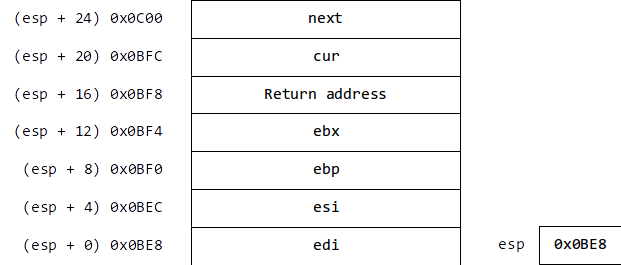 (esp + 24) 0x0C00 next
(esp + 20) 0x0BFC cur
(esp + 16) 0x0BF8 Return address
(esp + 12) 0x0BF4 ebx
(esp + 8) 0x0BF0 ebp
(esp + 4) 0x0BEC esi
(esp + 0) 0x0BE8 edi esp 0x0BE8